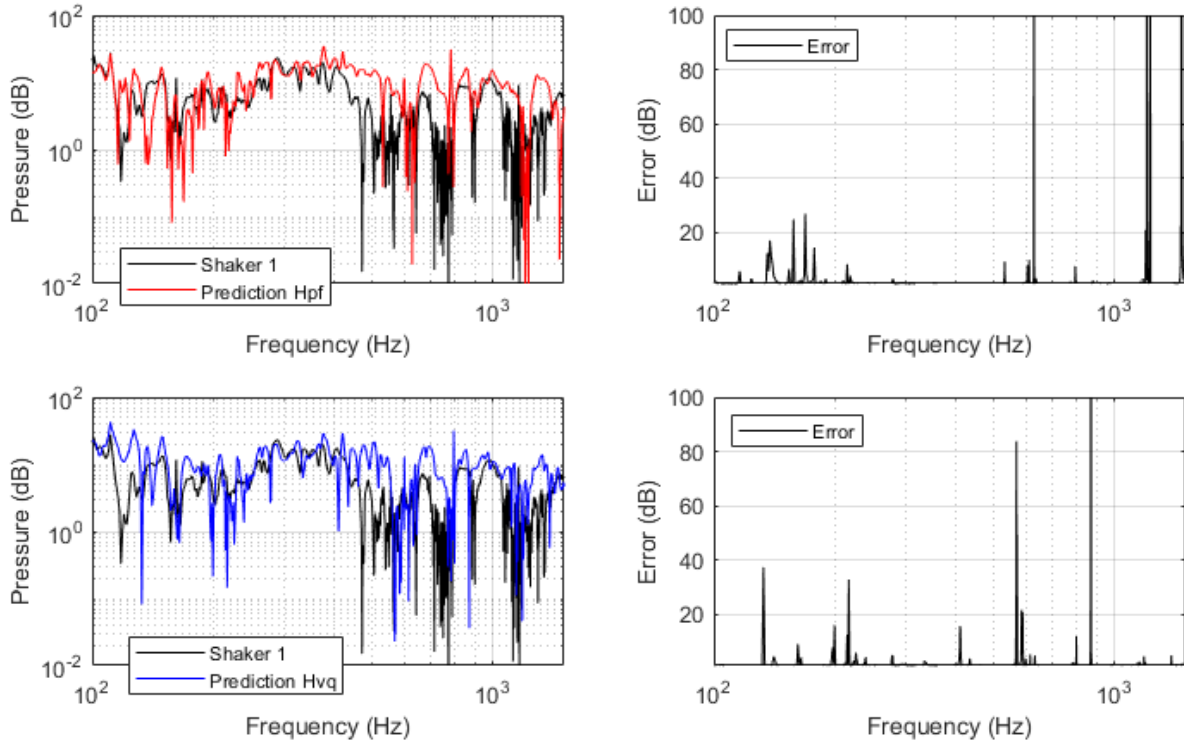 10^2
10^0
10^-2
Pressure (dB)
Shaker 1
Prediction Hpf
10^2
10^3
Frequency (Hz)
100
80
60
40
20
Error (dB)
Error
10^2
10^3
Frequency (Hz)
10^2
10^0
10^-2
Pressure (dB)
Shaker 1
Prediction Hvq
10^2
10^3
Frequency (Hz)
100
80
60
40
20
Error (dB)
Error
10^2
10^3
Frequency (Hz)